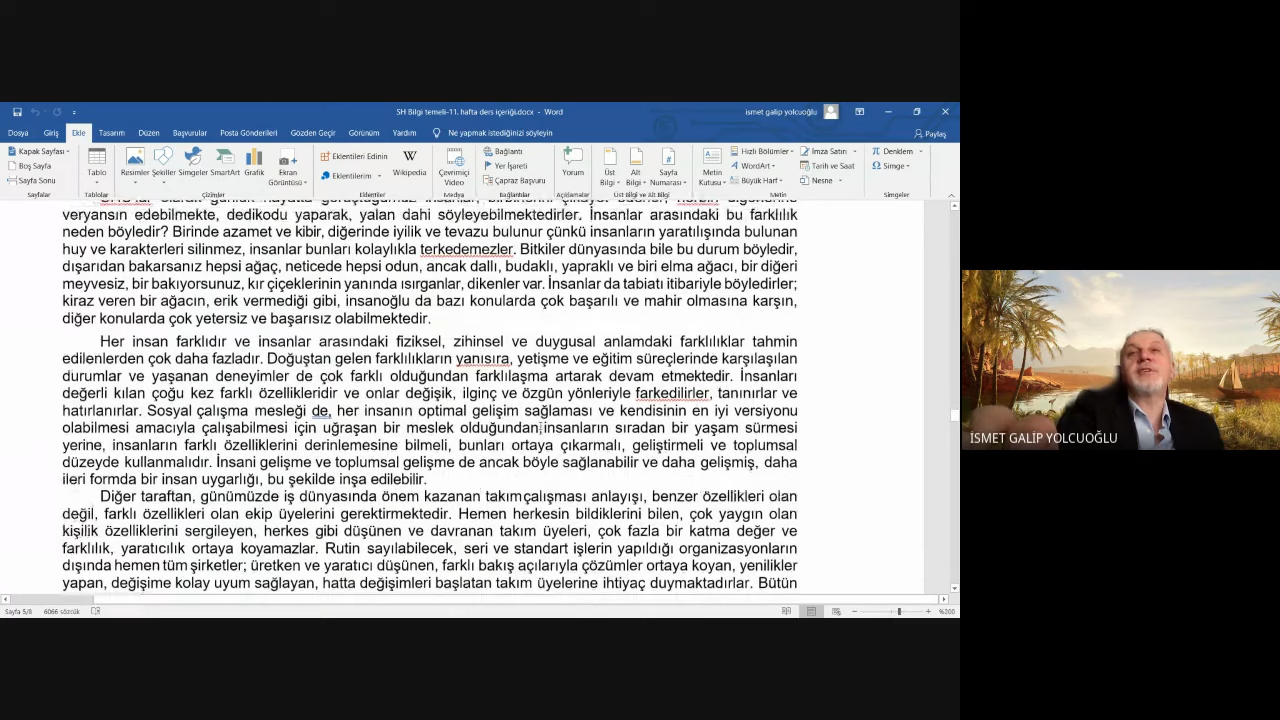 SH Bilgi temeli-11. hafta ders içeriği.docx - Word
ismet galip yolcuoğlu
Dosya Giriş Ekle Tasarım Düzen Başvurular Posta Gönderileri Gözden Geçir Görünüm Yardım Ne yapmak istediğinizi söyleyin
Paylaş
Kapak Sayfası
Boş Sayfa
Sayfa Sonu
Sayfalar
Tablo
Tablolar
Resimler Şekiller Simgeler SmartArt Grafik Ekran Görüntüsü
Çizimler
Eklentileri Edinin
Eklentilerim
Wikipedia
Eklentiler
Çevrimiçi Video
Medya
Bağlantı
Yer İşareti
Çapraz Başvuru
Bağlantılar
Yorum
Açıklamalar
Üst Bilgi Alt Bilgi Sayfa Numarası
Üst Bilgi ve Alt Bilgi
Metin Kutusu
Hızlı Bölümler
WordArt
Büyük Harf
İmza Satırı
Tarih ve Saat
Nesne
Metin
Denklem
Simge
Simgeler
veryansın edebilmekte, dedikodu yaparak, yalan dahi söyleyebilmektedirler. İnsanlar arasındaki bu farklılık
neden böyledir? Birinde azamet ve kibir, diğerinde iyilik ve tevazu bulunur çünkü insanların yaratılışında bulunan
huy ve karakterleri silinmez, insanlar bunları kolaylıkla terkedemezler. Bitkiler dünyasında bile bu durum böyledir,
dışarıdan bakarsanız hepsi ağaç, neticede hepsi odun, ancak dallı, budaklı, yapraklı ve biri elma ağacı, bir diğeri
meyvesiz, bir bakıyorsunuz, kır çiçeklerinin yanında ısırganlar, dikenler var. İnsanlar da tabiatı itibariyle böyledirler;
kiraz veren bir ağacın, erik vermediği gibi, insanoğlu da bazı konularda çok başarılı ve mahir olmasına karşın,
diğer konularda çok yetersiz ve başarısız olabilmektedir.
Her insan farklıdır ve insanlar arasındaki fiziksel, zihinsel ve duygusal anlamdaki farklılıklar tahmin
edilenlerden çok daha fazladır. Doğuştan gelen farklılıkların yanısıra, yetişme ve eğitim süreçlerinde karşılaşılan
durumlar ve yaşanan deneyimler de çok farklı olduğundan farklılaşma artarak devam etmektedir. İnsanları
değerli kılan çoğu kez farklı özellikleridir ve onlar değişik, ilginç ve özgün yönleriyle farkedilirler, tanınırlar ve
hatırlanırlar. Sosyal çalışma mesleği de, her insanın optimal gelişim sağlaması ve kendisinin en iyi versiyonu
olabilmesi amacıyla çalışabilmesi için uğraşan bir meslek olduğundan insanların sıradan bir yaşam sürmesi
yerine, insanların farklı özelliklerini derinlemesine bilmeli, bunları ortaya çıkarmalı, geliştirmeli ve toplumsal
düzeyde kullanmalıdır. İnsani gelişme ve toplumsal gelişme de ancak böyle sağlanabilir ve daha gelişmiş, daha
ileri formda bir insan uygarlığı, bu şekilde inşa edilebilir.
Diğer taraftan, günümüzde iş dünyasında önem kazanan takım çalışması anlayışı, benzer özellikleri olan
değil, farklı özellikleri olan ekip üyelerini gerektirmektedir. Hemen herkesin bildiklerini bilen, çok yaygın olan
kişilik özelliklerini sergileyen, herkes gibi düşünen ve davranan takım üyeleri, çok fazla bir katma değer ve
farklılık, yaratıcılık ortaya koyamazlar. Rutin sayılabilecek, seri ve standart işlerin yapıldığı organizasyonların
dışında hemen tüm şirketler; üretken ve yaratıcı düşünen, farklı bakış açılarıyla çözümler ortaya koyan, yenilikler
yapan, değişime kolay uyum sağlayan, hatta değişimleri başlatan takım üyelerine ihtiyaç duymaktadırlar. Bütün
Sayfa 5/8 6066 sözcük
%200
İSMET GALIP YOLCUOĞLU